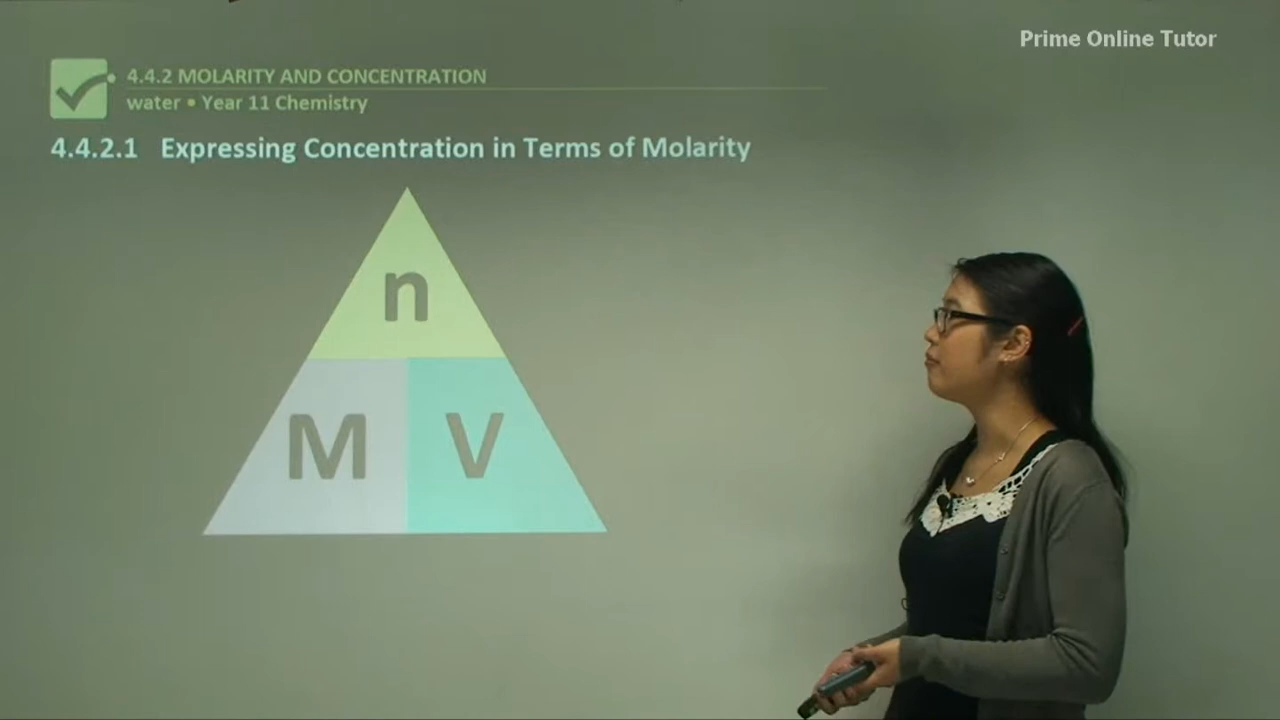 Prime Online Tutor
4.4.2 MOLARITY AND CONCENTRATION
water • Year 11 Chemistry
4.4.2.1 Expressing Concentration in Terms of Molarity
n
M V